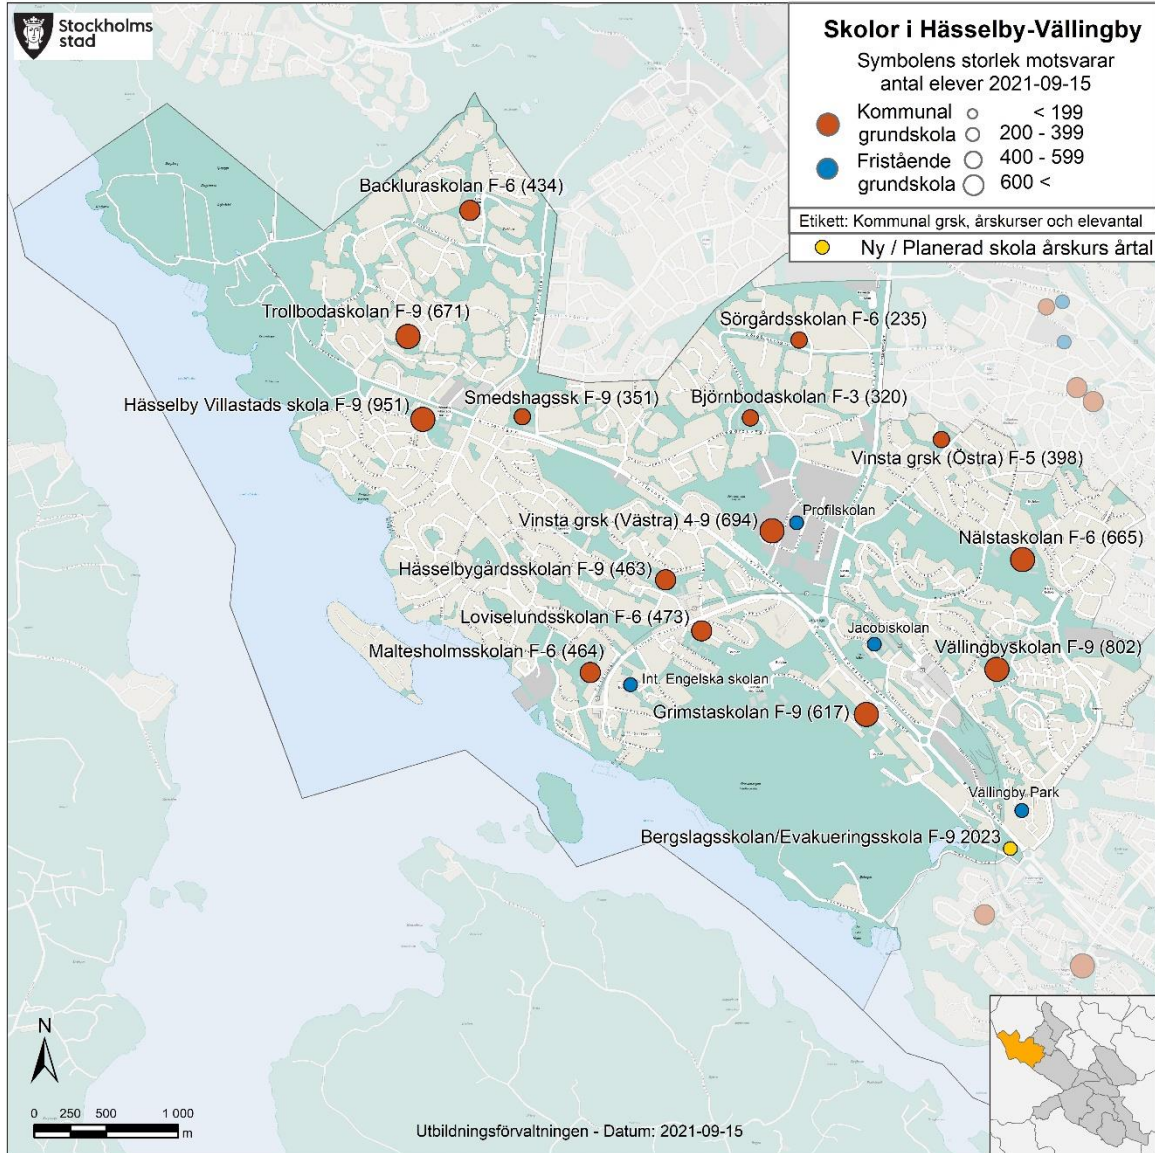 Stockholms
stad
Skolor i Hässelby-Vällingby
Symbolens storlek motsvarar
antal elever 2021-09-15
Kommunal
grundskola
Fristående
grundskola
< 199
200 - 399
400 - 599
600 <
Etikett: Kommunal grsk, årskurser och elevantal
Ny / Planerad skola årskurs årtal
Backluraskolan F-6 (434)
Trollbodaskolan F-9 (671)
Sörgårdsskolan F-6 (235)
Hässelby Villastads skola F-9 (951)
Smedshagssk F-9 (351)
Björnbodaskolan F-3 (320)
Vinsta grsk (Östra) F-5 (398)
Profilskolan
Vinsta grsk (Västra) 4-9 (694)
Nälstaskolan F-6 (665)
Hässelbygårdsskolan F-9 (463)
Loviselundsskolan F-6 (473)
Jacobiskolan
Maltesholmsskolan F-6 (464)
Vällingbyskolan F-9 (802)
Int. Engelska skolan
Grimstaskolan F-9 (617)
Vällingby Park
Bergslagsskolan/Evakueringsskola F-9 2023
N
0 250 500 1 000
m
Utbildningsförvaltningen - Datum: 2021-09-15